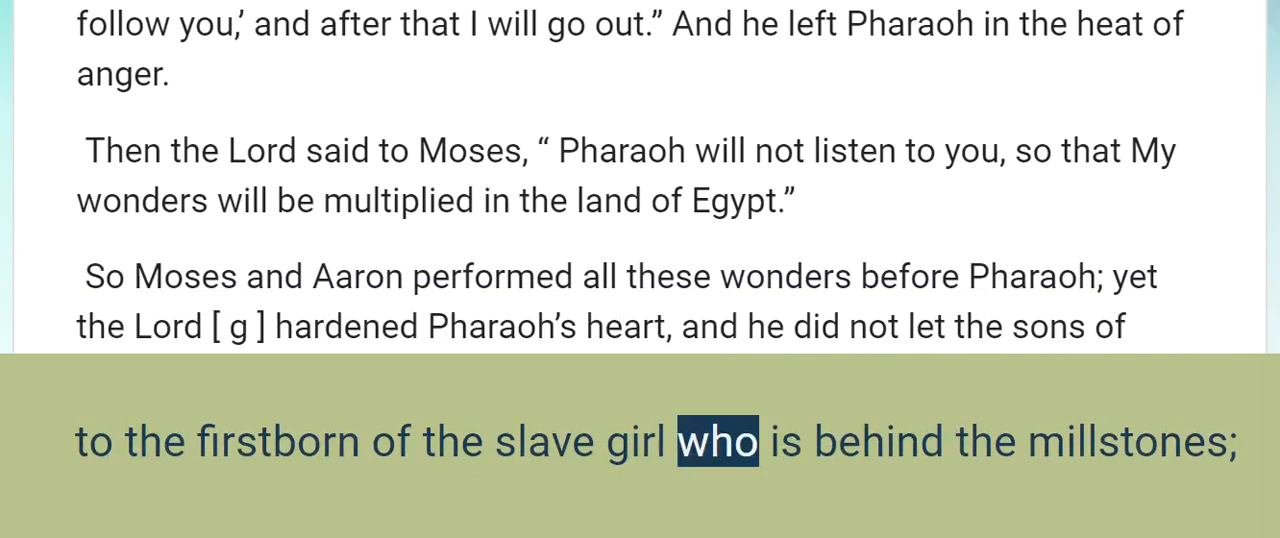 follow you,’ and after that I will go out.” And he left Pharaoh in the heat of
anger.
Then the Lord said to Moses, “ Pharaoh will not listen to you, so that My
wonders will be multiplied in the land of Egypt.”
So Moses and Aaron performed all these wonders before Pharaoh; yet
the Lord [ g ] hardened Pharaoh’s heart, and he did not let the sons of
to the firstborn of the slave girl who is behind the millstones;